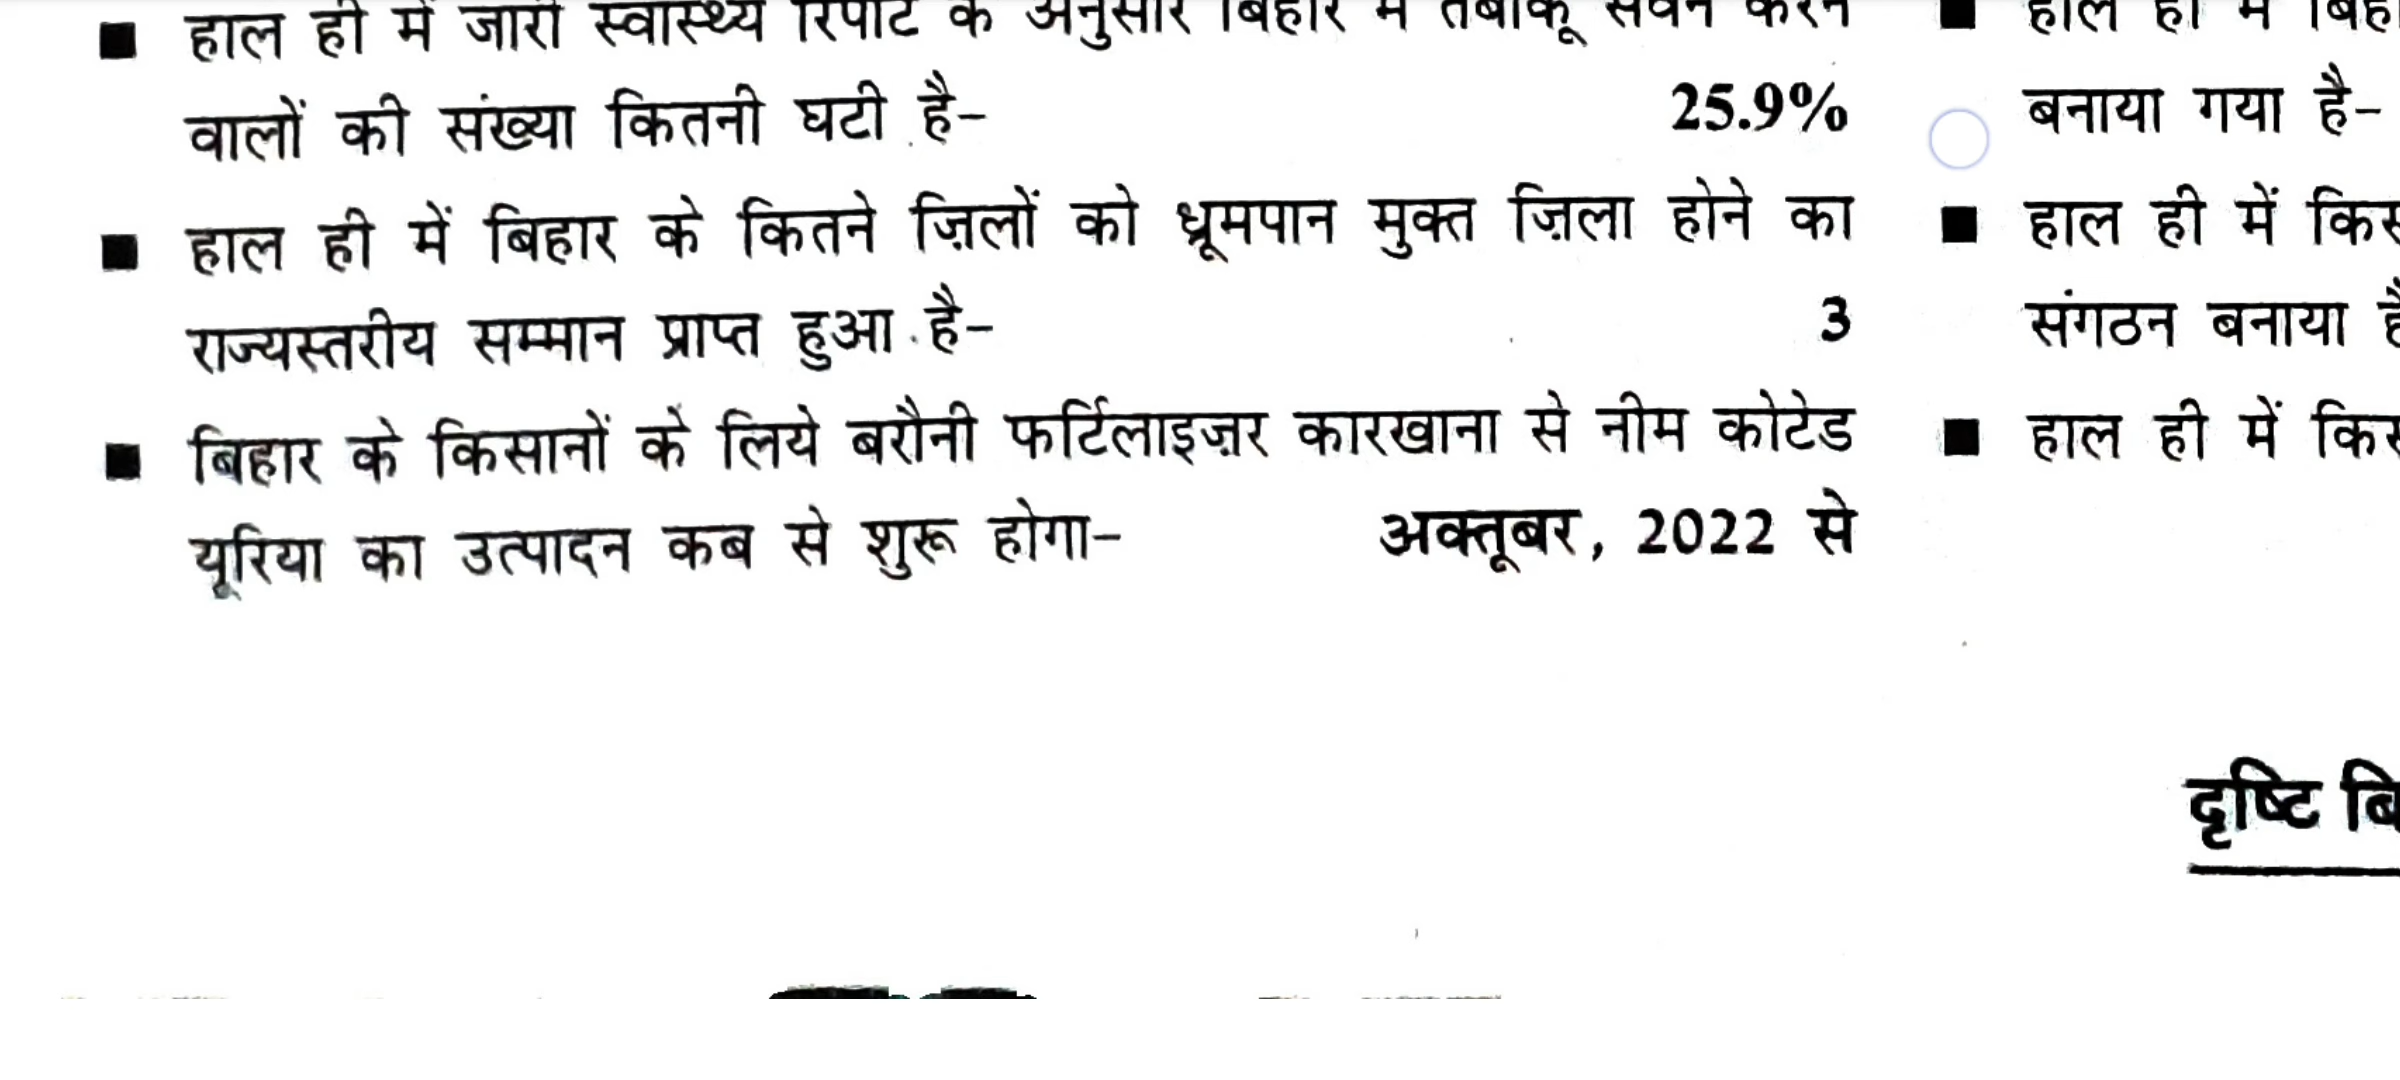 हाल ही में जारी स्वास्थ्य रिपोर्ट के अनुसार बिहार में तंबाकू सेवन करने
वालों की संख्या कितनी घटी है- 25.9%
हाल ही में बिहार के कितने ज़िलों को ध्रूमपान मुक्त ज़िला होने का
राज्यस्तरीय सम्मान प्राप्त हुआ है- 3
बिहार के किसानों के लिये बरौनी फर्टिलाइज़र कारखाना से नीम कोटेड
यूरिया का उत्पादन कब से शुरू होगा- अक्तूबर, 2022 से
हाल ही में
बनाया गया है-
हाल ही में
संगठन बनाया
हाल ही में
दृष्टि